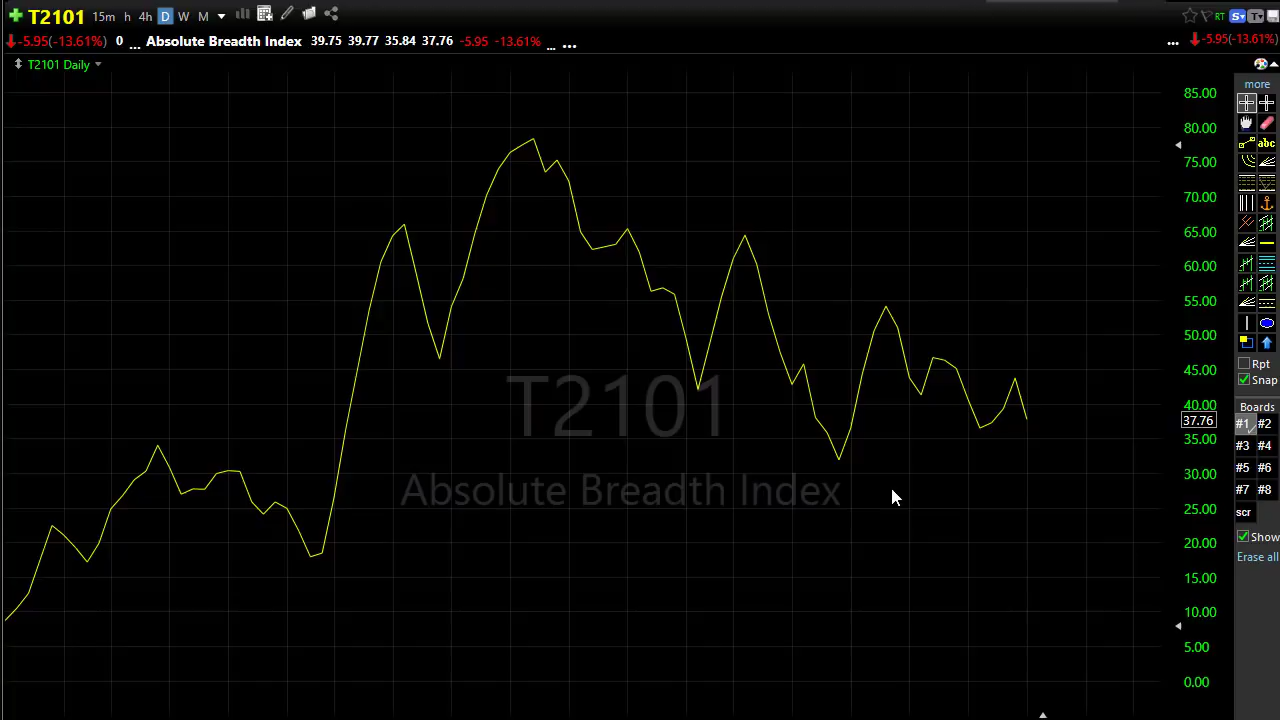 T2101 15m h 4h D W M RT S T
-5.95(-13.61%) 0 ... Absolute Breadth Index 39.75 39.77 35.84 37.76 -5.95 -13.61% ... ... ... -5.95(-13.61%)
T2101 Daily
more
85.00
80.00
abc
75.00
70.00
65.00
60.00
55.00
50.00
45.00
Rpt
Snap
40.00
Boards
37.76
#1 #2
35.00
#3 #4
30.00
#5 #6
25.00
#7 #8
scr
20.00
Show
Erase all
15.00
10.00
5.00
0.00
T2101
Absolute Breadth Index